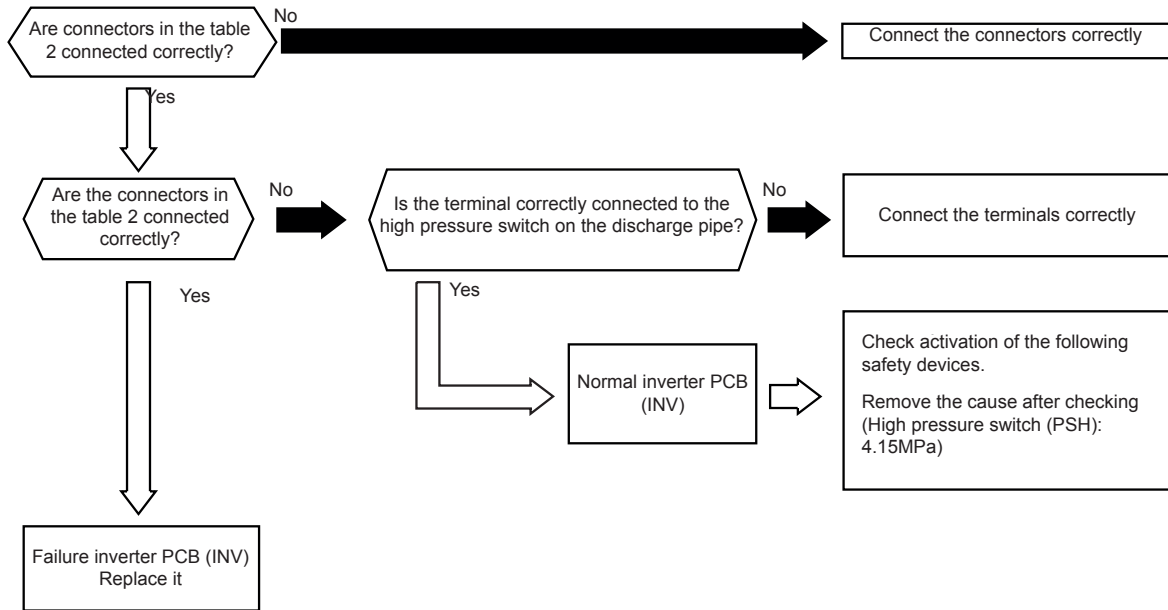 Are connectors in the table
2 connected correctly?
No
Connect the connectors correctly
Yes
Are the connectors in
the table 2 connected
correctly?
No
Is the terminal correctly connected to the
high pressure switch on the discharge pipe?
No
Connect the terminals correctly
Yes
Yes
Normal inverter PCB
(INV)
Check activation of the following
safety devices.
Remove the cause after checking
(High pressure switch (PSH):
4.15MPa)
Failure inverter PCB (INV)
Replace it